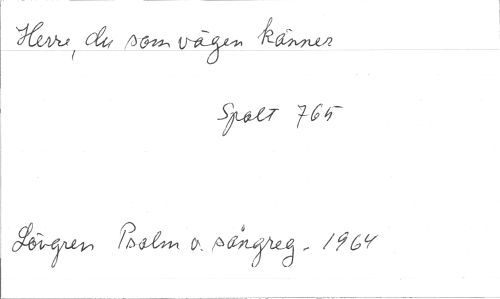 Herre, du som vägen känner
Spalt 765
Lövgren Psalm o. sångreg. 1964